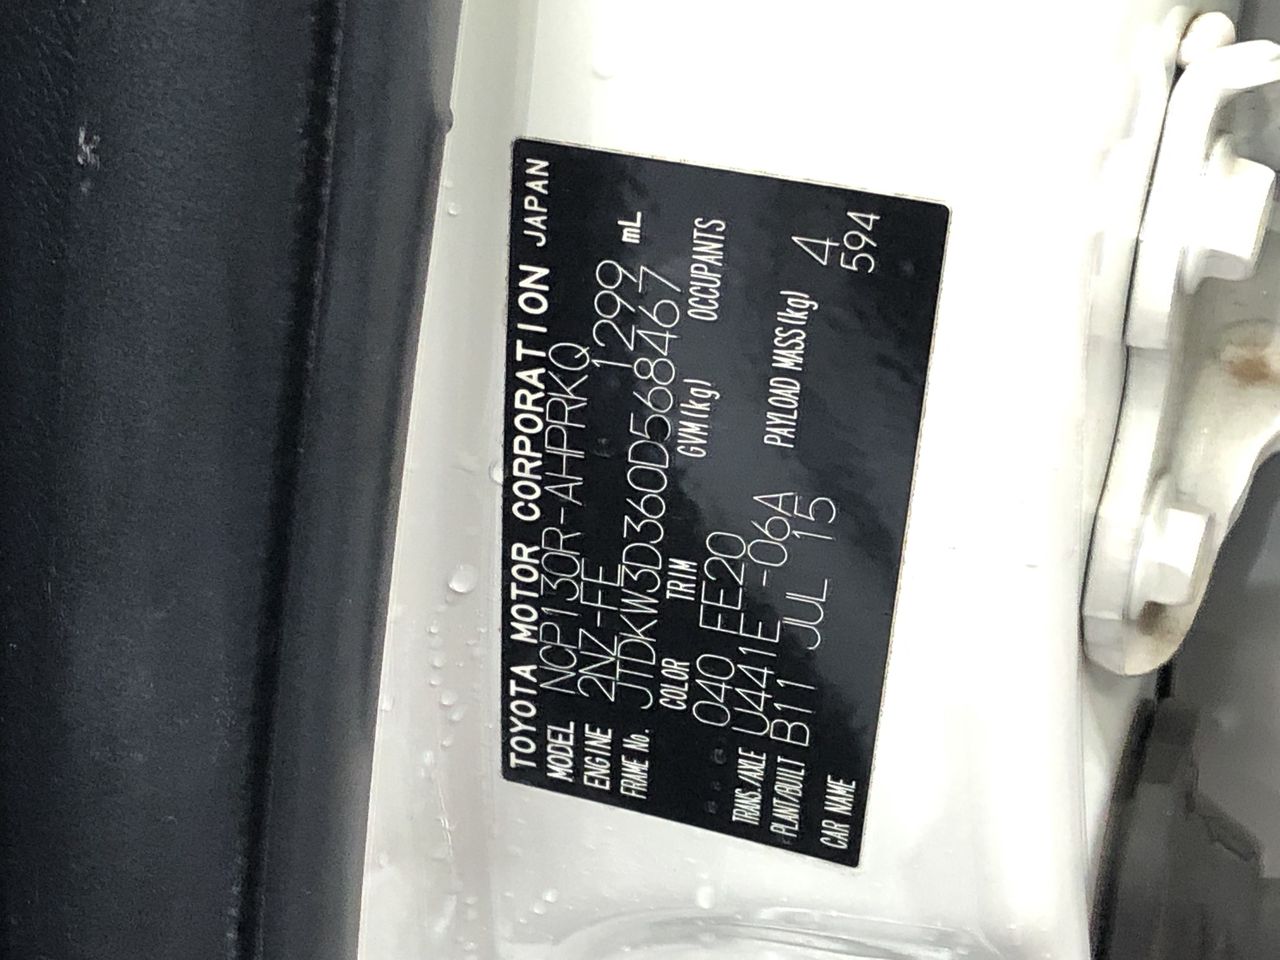 TOYOTA MOTOR CORPORATION JAPAN
MODEL NCP130R-AHPRKQ
ENGINE 2NZ-FE 1299 mL
FRAME No. JTDKW3D360D568467
COLOR TRIM GVM(kg) OCCUPANTS
040 FE20
TRANS./AXLE U441E -06A PAYLOAD MASS(kg) 4
PLANT/BUILT B11 JUL 15 594
CAR NAME